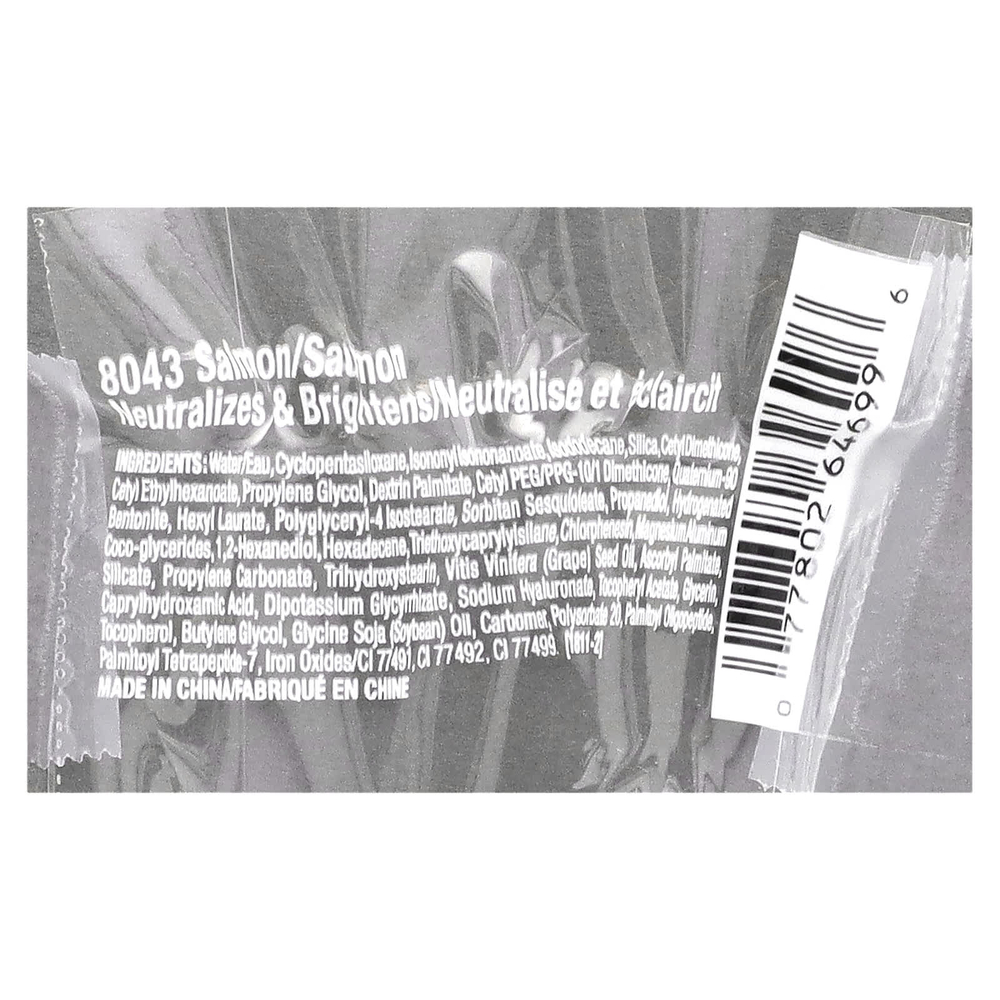 8043 Salmon/Saumon
Neutralizes & Brightens/Neutralise et éclaircit
INGREDIENTS: Water/Eau, Cyclopentasiloxane, Isononyl Isononanoate, Isododecane, Silica, Cetyl Dimethicone,
Cetyl Ethylhexanoate, Propylene Glycol, Dextrin Palmitate, Cetyl PEG/PPG-10/1 Dimethicone, Quaternium-60
Bentonite, Hexyl Laurate, Polyglyceryl-4 Isostearate, Sorbitan Sesquioleate, Propanediol, Hydrogenated
Coco-glycerides, 1,2-Hexanediol, Hexadecene, Triethoxycaprylylsilane, Chlorphenesin, Magnesium Aluminum
Silicate, Propylene Carbonate, Trihydroxystearin, Vitis Vinifera (Grape) Seed Oil, Ascorbyl Palmitate,
Caprylhydroxamic Acid, Dipotassium Glycyrrhizate, Sodium Hyaluronate, Tocopheryl Acetate, Glycerin,
Tocopherol, Butylene Glycol, Glycine Soja (Soybean) Oil, Carbomer, Polysorbate 20, Palmitoyl Oligopeptide,
Palmitoyl Tetrapeptide-7, Iron Oxides/CI 77491, CI 77492, CI 77499. [1011-2]
MADE IN CHINA/FABRIQUÉ EN CHINE
0 77802 64699 6